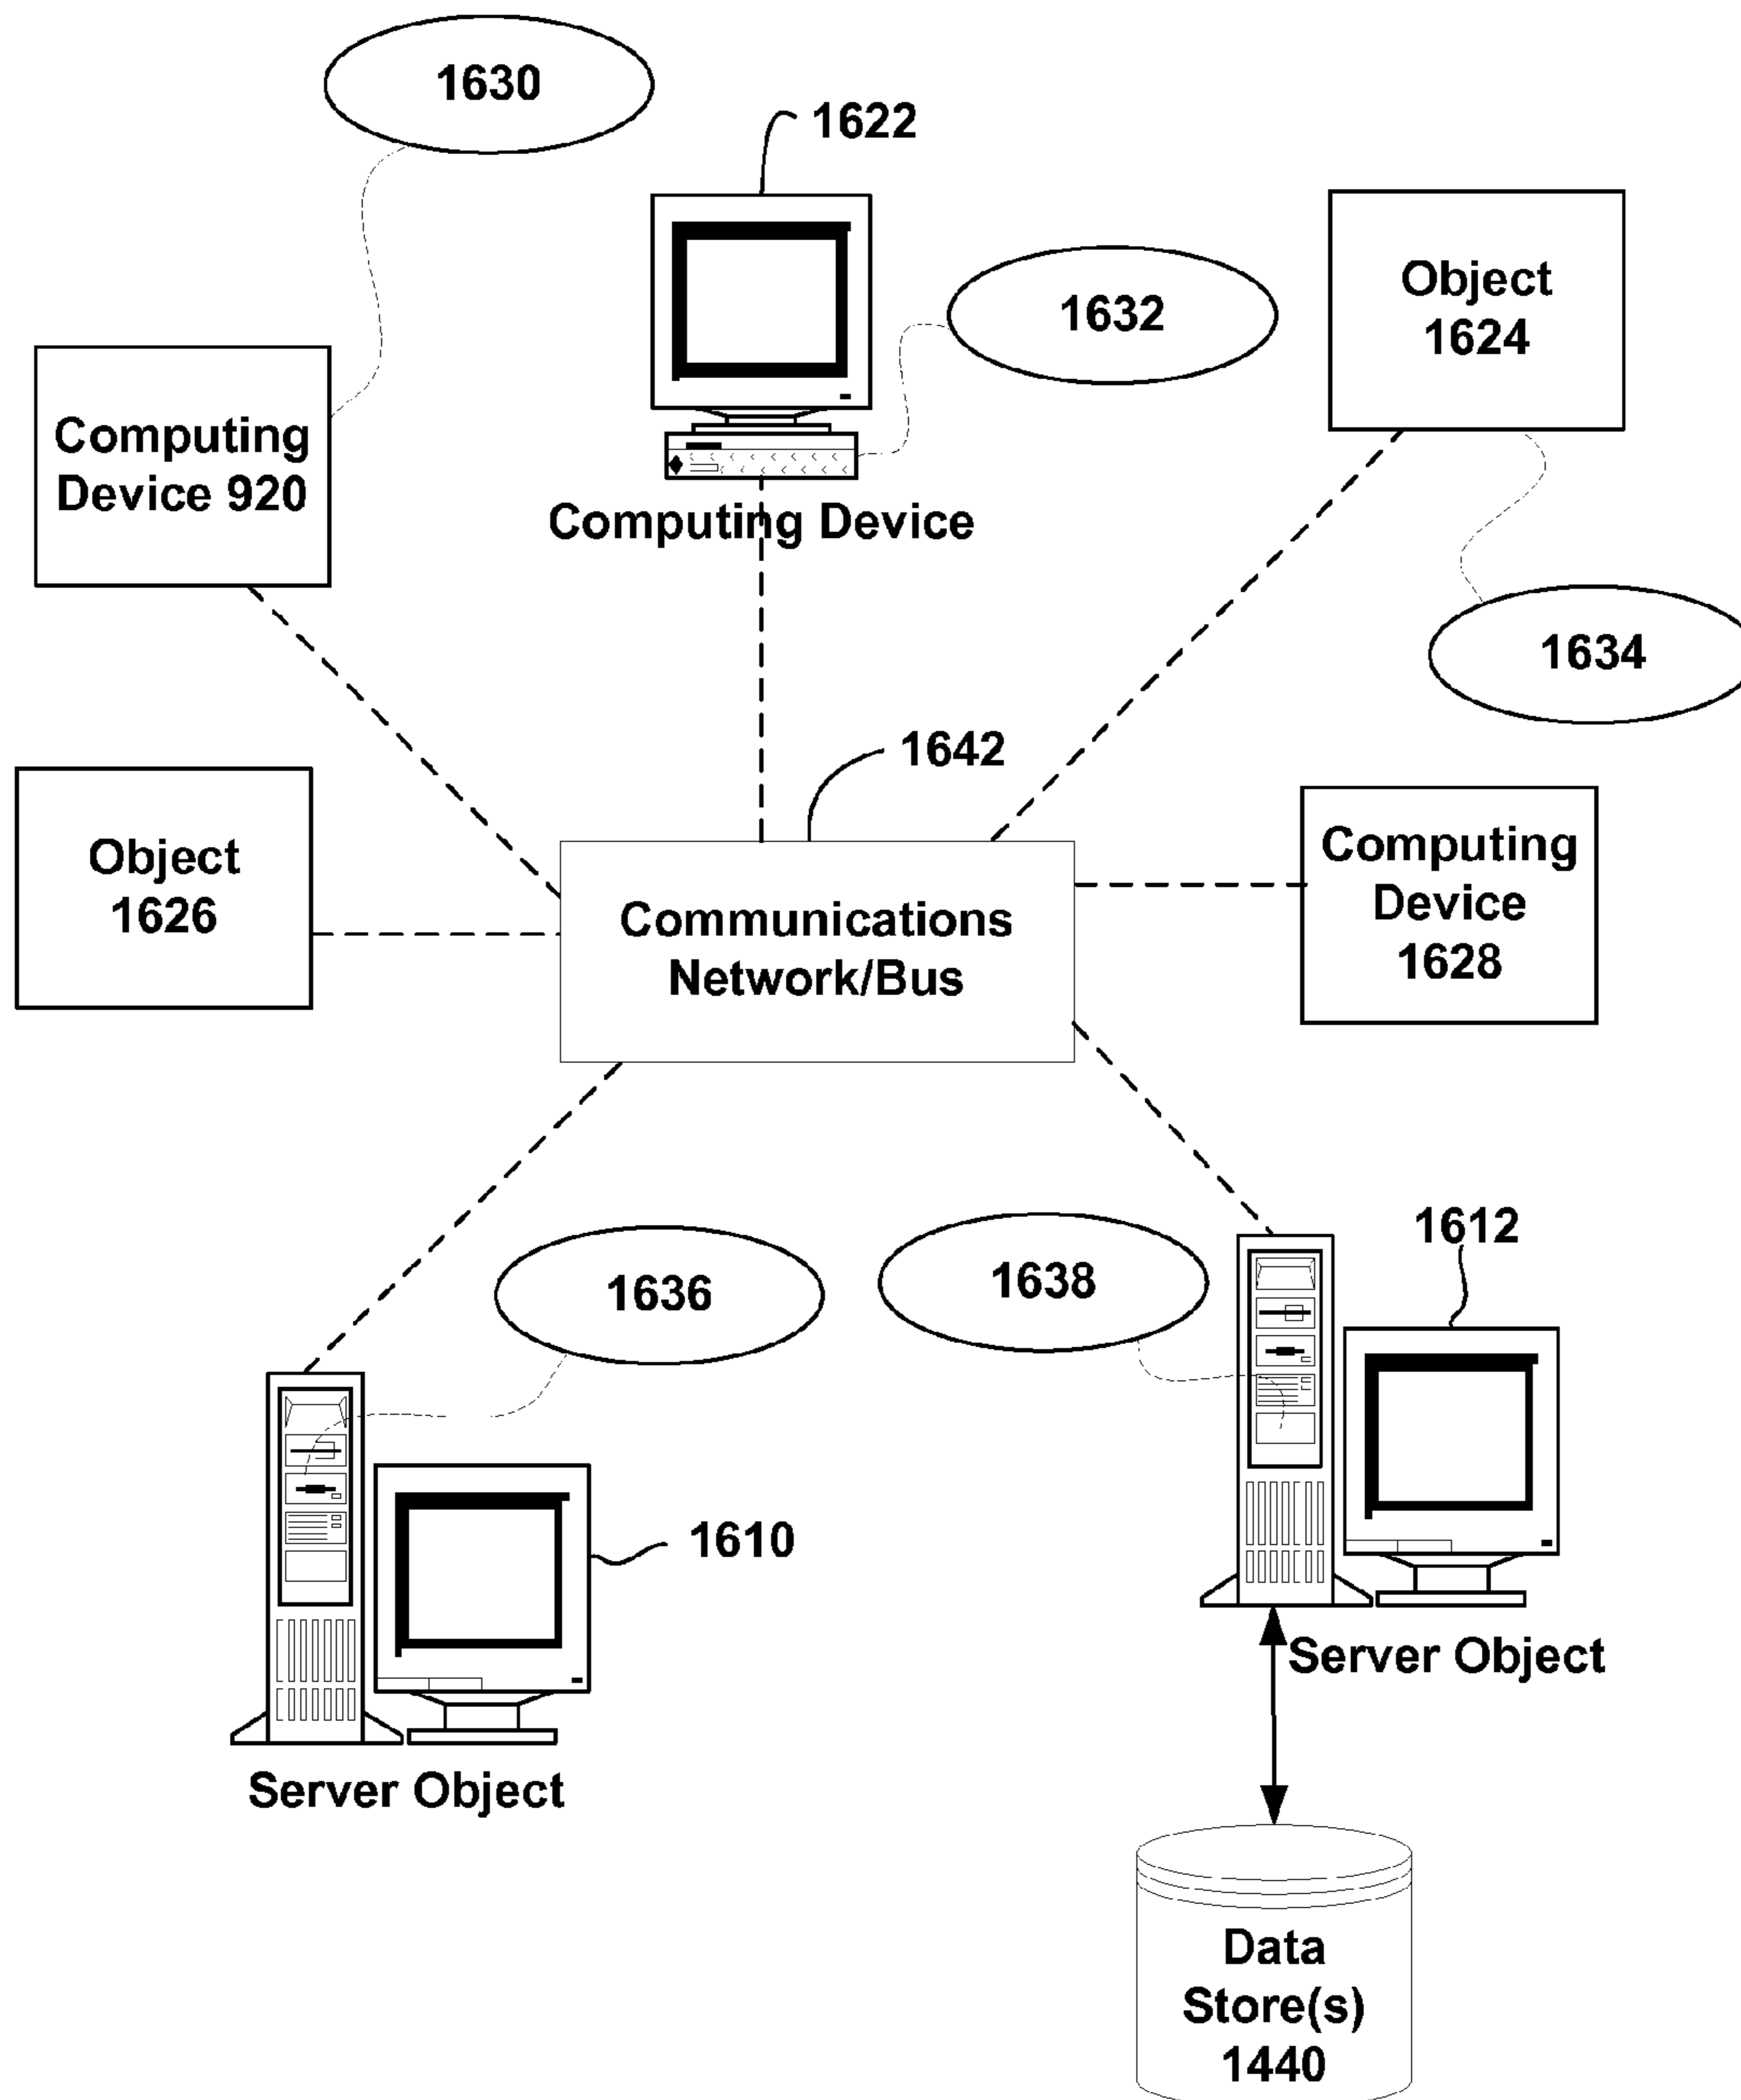 1630
1622
Object
1624
1632
Computing
Device 920
Computing Device
1634
1642
Object
1626
Computing
Device
1628
Communications
Network/Bus
1612
1636
1638
1610
Server Object
Server Object
Data
Store(s)
1440